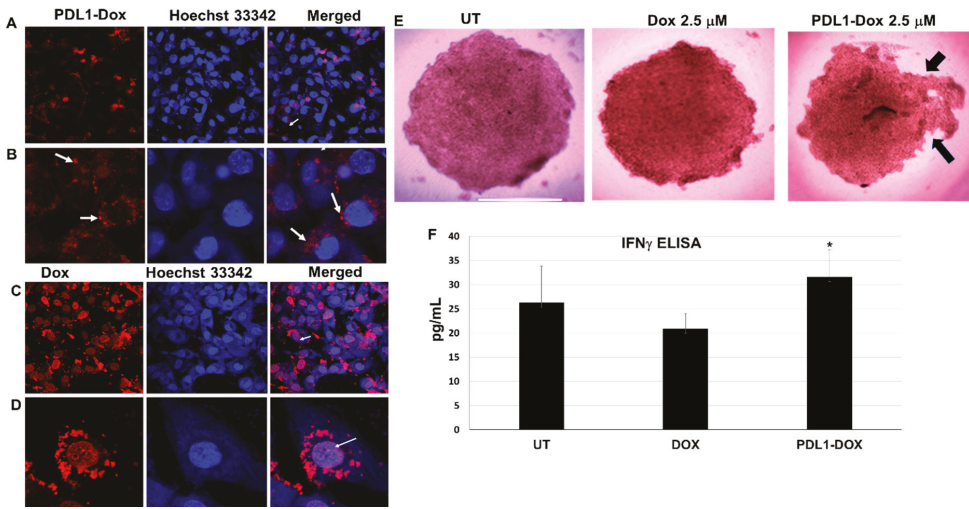 PDL1-Dox Hoechst 33342 Merged
A
B
Dox Hoechst 33342 Merged
C
D
E UT Dox 2.5 μM PDL1-Dox 2.5 μM
F
IFNγ ELISA
pg/mL
40
35
30
25
20
15
10
5
0
*
UT DOX PDL1-DOX